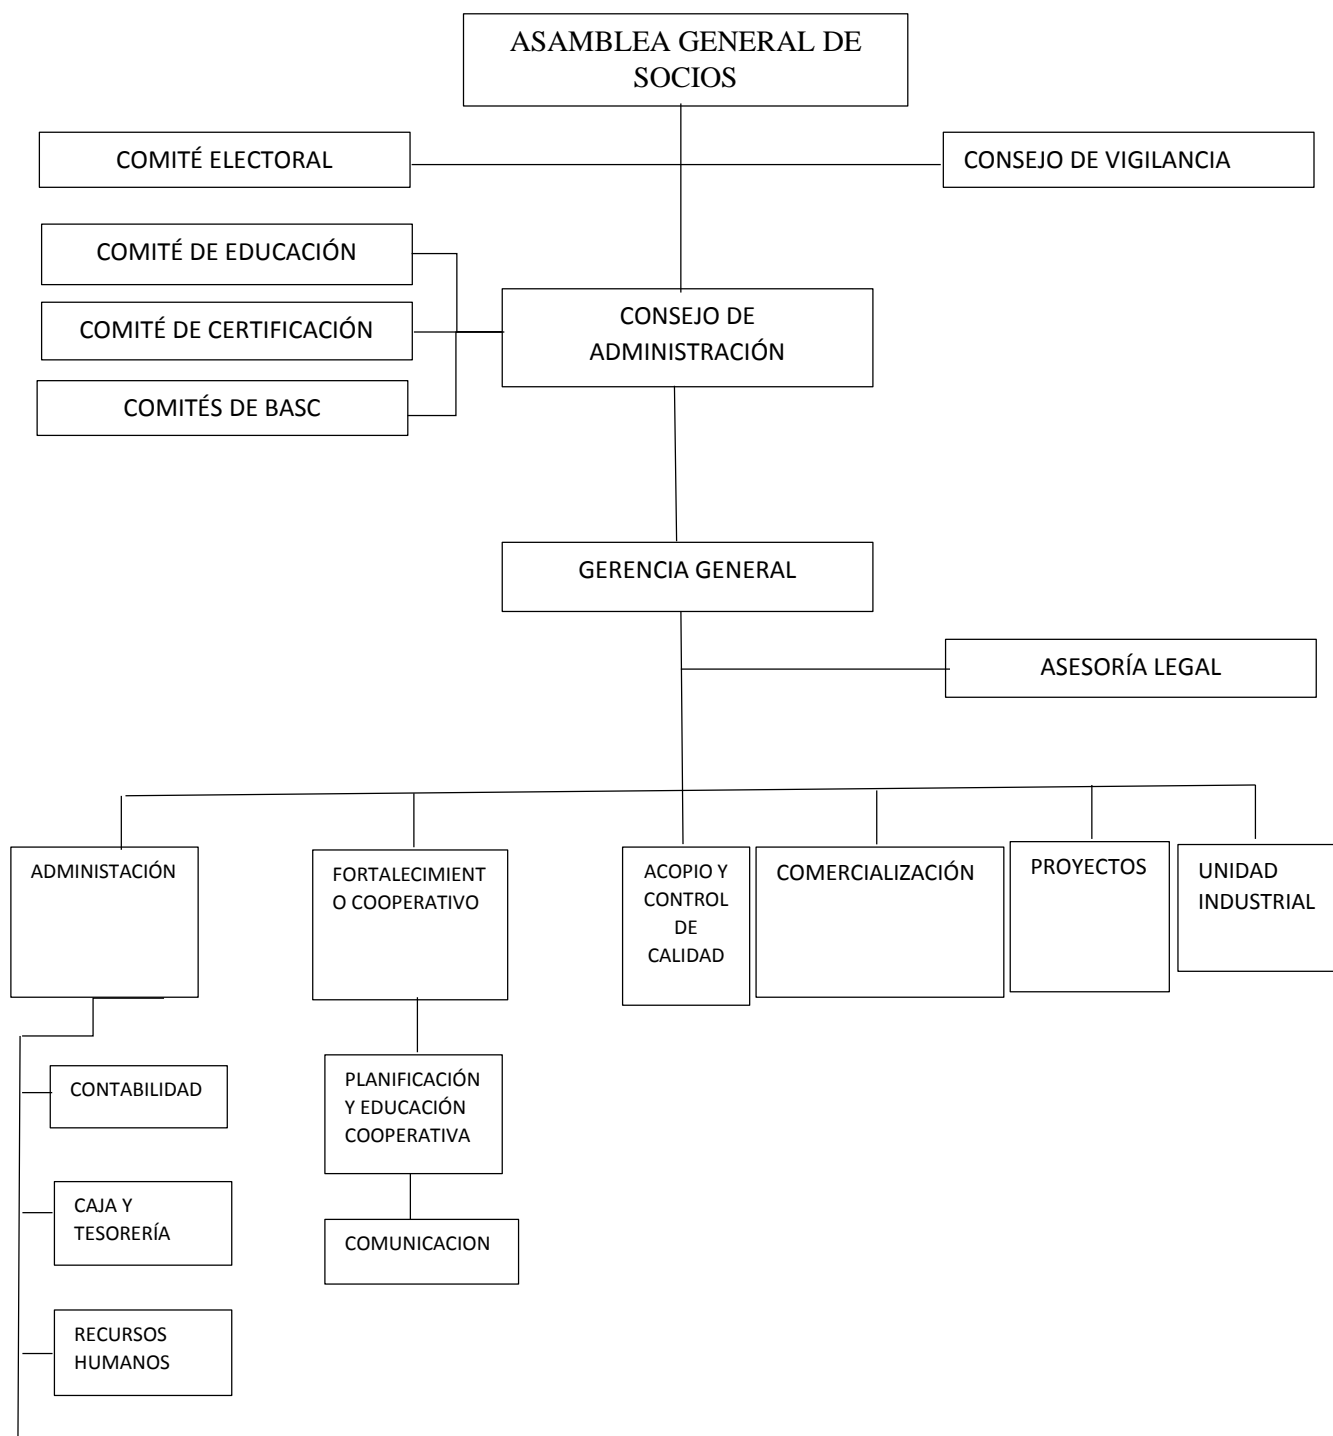 ASAMBLEA GENERAL DE
SOCIOS
COMITÉ ELECTORAL
CONSEJO DE VIGILANCIA
COMITÉ DE EDUCACIÓN
COMITÉ DE CERTIFICACIÓN
COMITÉS DE BASC
CONSEJO DE
ADMINISTRACIÓN
GERENCIA GENERAL
ASESORÍA LEGAL
ADMINISTACIÓN
FORTALECIMIENT
O COOPERATIVO
ACOPIO Y
CONTROL
DE
CALIDAD
COMERCIALIZACIÓN
PROYECTOS
UNIDAD
INDUSTRIAL
CONTABILIDAD
CAJA Y
TESORERÍA
RECURSOS
HUMANOS
PLANIFICACIÓN
Y EDUCACIÓN
COOPERATIVA
COMUNICACION